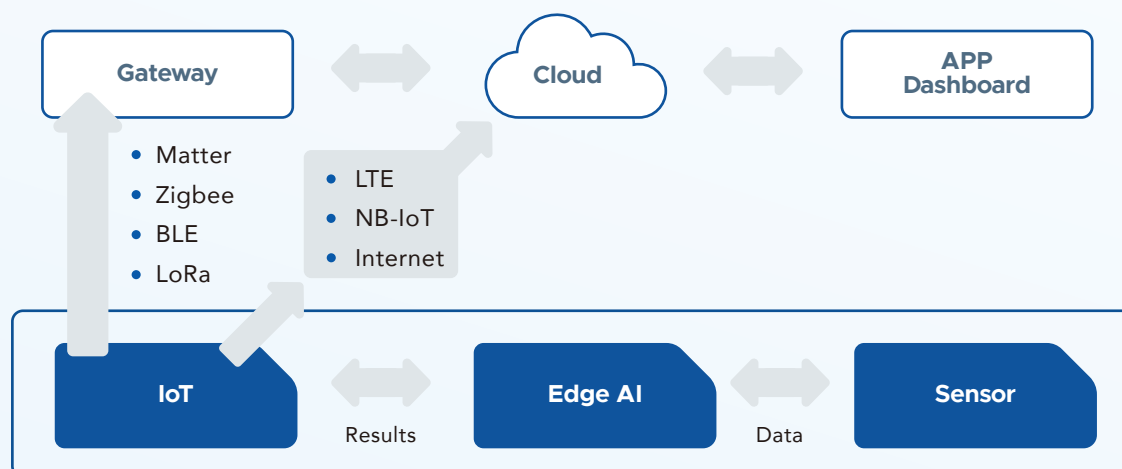 Gateway
Cloud
APP
Dashboard
Matter
Zigbee
BLE
LoRa
LTE
NB-IoT
Internet
IoT
Edge AI
Sensor
Results
Data